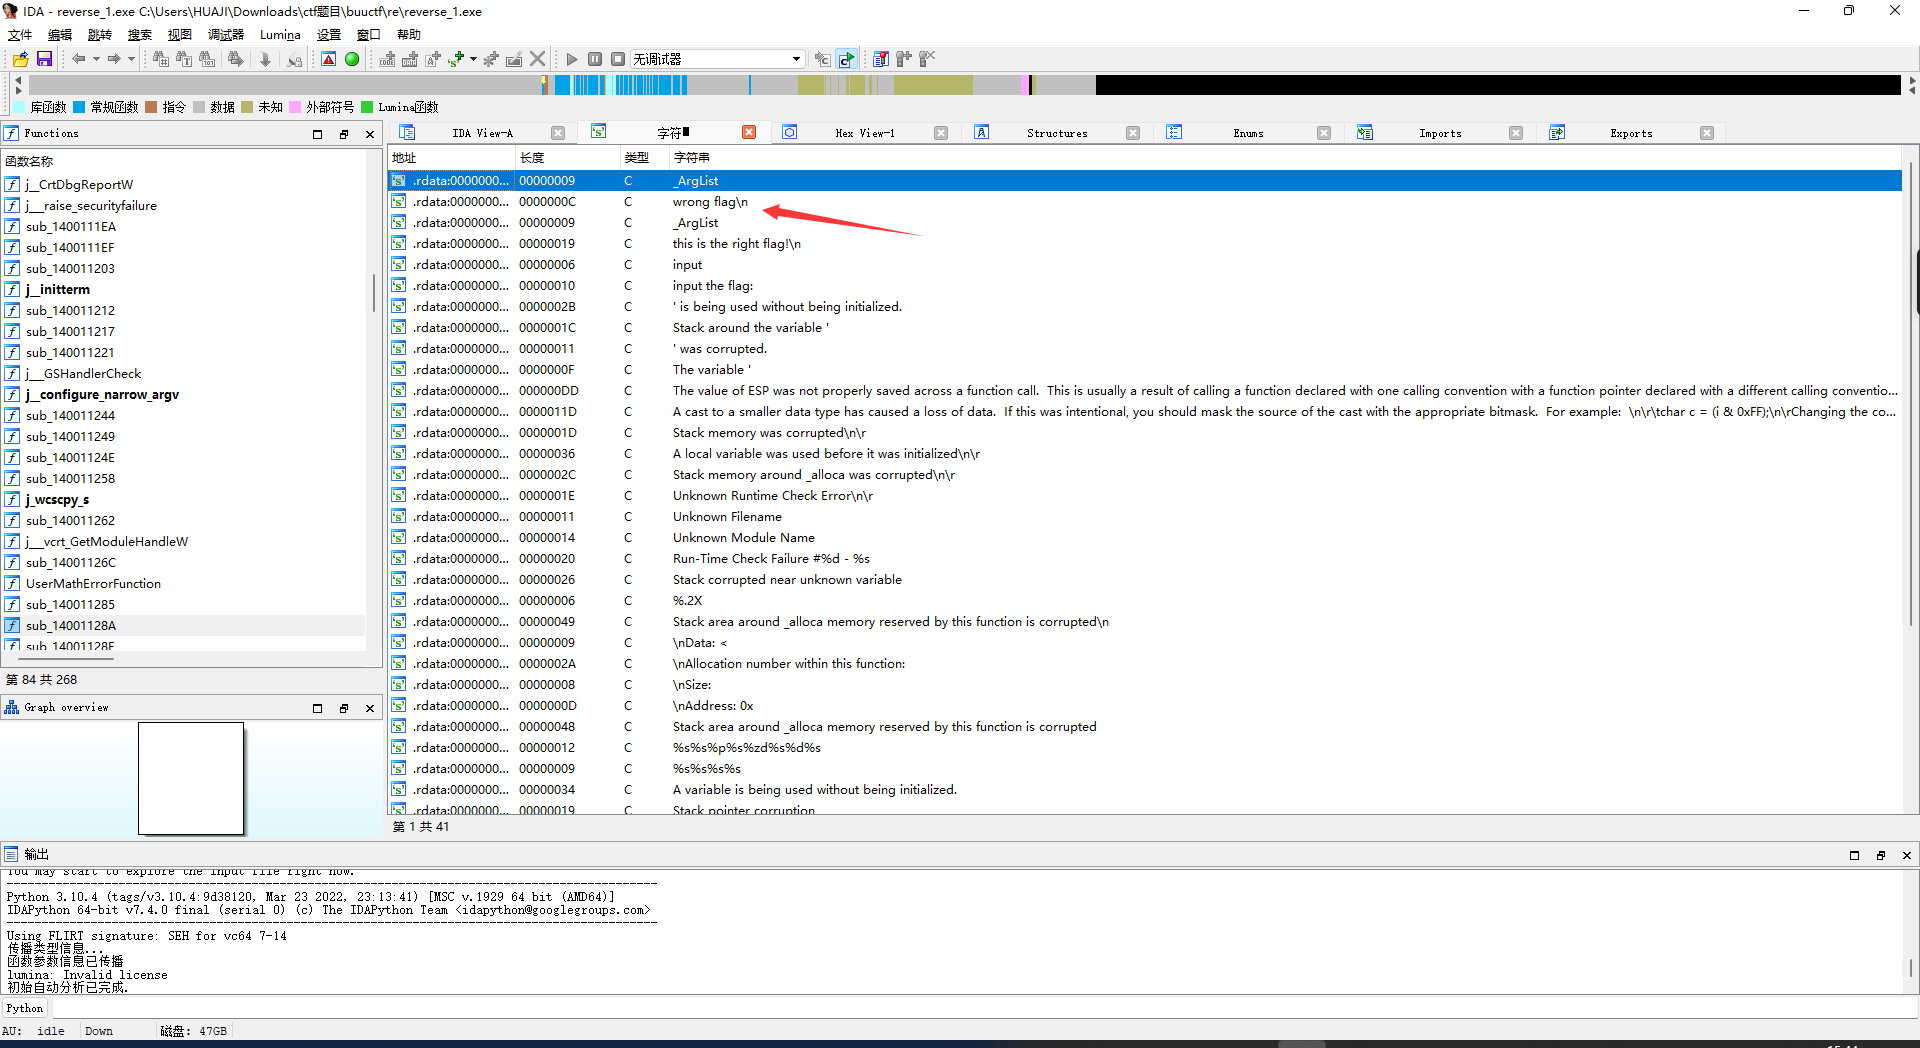 IDA - reverse_1.exe C:\Users\HUAJI\Downloads\ctf题目\buuctf\re\reverse_1.exe
文件 编辑 跳转 搜索 视图 调试器 Lumina 设置 窗口 帮助
无调试器
库函数 常规函数 指令 数据 未知 外部符号 Lumina函数
Functions
函数名称
j__CrtDbgReportW
j___raise_securityfailure
sub_1400111EA
sub_1400111EF
sub_140011203
j__initterm
sub_140011212
sub_140011217
sub_140011221
j___GSHandlerCheck
j__configure_narrow_argv
sub_140011244
sub_140011249
sub_14001124E
sub_140011258
j_wcscpy_s
sub_140011262
j___vcrt_GetModuleHandleW
sub_14001126C
UserMathErrorFunction
sub_140011285
sub_14001128A
sub_14001128F
第 84 共 268
Graph overview
IDA View-A 字符 Hex View-1 Structures Enums Imports Exports
地址 长度 类型 字符串
.rdata:0000000... 00000009 C _ArgList
.rdata:0000000... 0000000C C wrong flag\n
.rdata:0000000... 00000009 C _ArgList
.rdata:0000000... 00000019 C this is the right flag!\n
.rdata:0000000... 00000006 C input
.rdata:0000000... 00000010 C input the flag:
.rdata:0000000... 0000002B C ' is being used without being initialized.
.rdata:0000000... 0000001C C Stack around the variable '
.rdata:0000000... 00000011 C ' was corrupted.
.rdata:0000000... 0000000F C The variable '
.rdata:0000000... 000000DD C The value of ESP was not properly saved across a function call.  This is usually a result of calling a function declared with one calling convention with a function pointer declared with a different calling conventio...
.rdata:0000000... 0000011D C A cast to a smaller data type has caused a loss of data.  If this was intentional, you should mask the source of the cast with the appropriate bitmask.  For example:  \n\r\tchar c = (i & 0xFF);\n\rChanging the co...
.rdata:0000000... 0000001D C Stack memory was corrupted\n\r
.rdata:0000000... 00000036 C A local variable was used before it was initialized\n\r
.rdata:0000000... 0000002C C Stack memory around _alloca was corrupted\n\r
.rdata:0000000... 0000001E C Unknown Runtime Check Error\n\r
.rdata:0000000... 00000011 C Unknown Filename
.rdata:0000000... 00000014 C Unknown Module Name
.rdata:0000000... 00000020 C Run-Time Check Failure #%d - %s
.rdata:0000000... 00000026 C Stack corrupted near unknown variable
.rdata:0000000... 00000006 C %.2X
.rdata:0000000... 00000049 C Stack area around _alloca memory reserved by this function is corrupted\n
.rdata:0000000... 00000009 C \nData: <
.rdata:0000000... 0000002A C \nAllocation number within this function:
.rdata:0000000... 00000008 C \nSize:
.rdata:0000000... 0000000D C \nAddress: 0x
.rdata:0000000... 00000048 C Stack area around _alloca memory reserved by this function is corrupted
.rdata:0000000... 00000012 C %s%s%p%s%zd%s%d%s
.rdata:0000000... 00000009 C %s%s%s%s
.rdata:0000000... 00000034 C A variable is being used without being initialized.
.rdata:0000000... 00000019 C Stack pointer corruption
第 1 共 41
输出
You may start to explore the input file right now.
Python 3.10.4 (tags/v3.10.4:9d38120, Mar 23 2022, 23:13:41) [MSC v.1929 64 bit (AMD64)]
IDAPython 64-bit v7.4.0 final (serial 0) (c) The IDAPython Team <idapython@googlegroups.com>
Using FLIRT signature: SEH for vc64 7-14
传播类型信息...
函数参数信息已传播
lumina: Invalid license
初始自动分析已完成.
Python
AU: idle Down 磁盘: 47GB